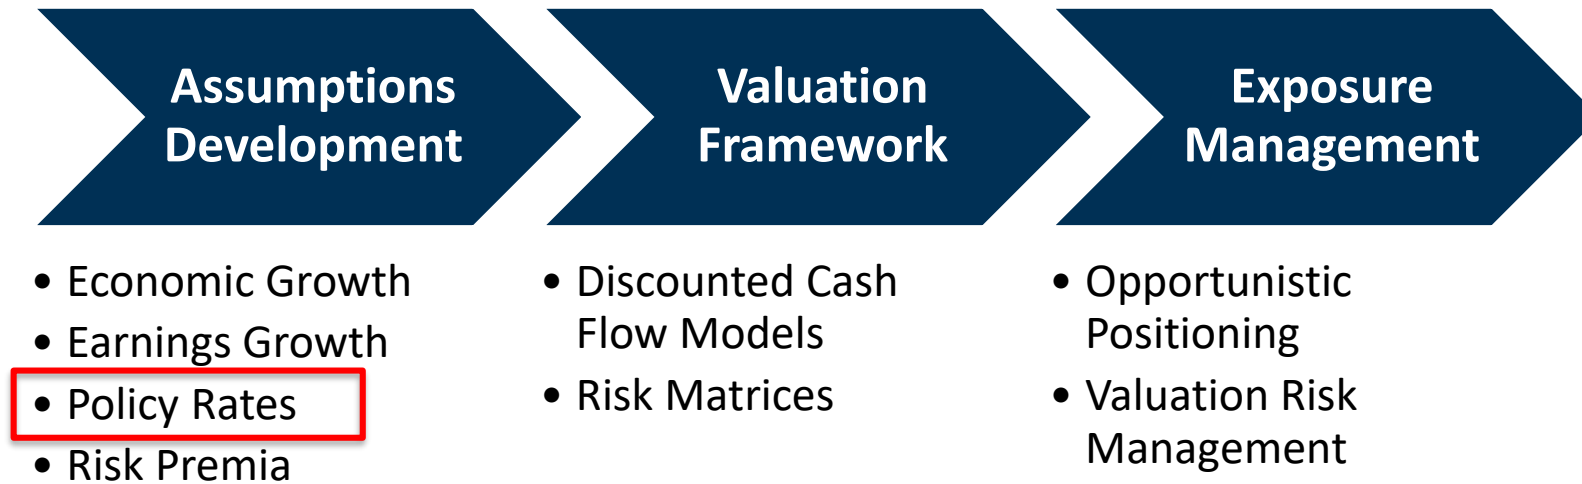 Assumptions
Development
• Economic Growth
• Earnings Growth
• Policy Rates
• Risk Premia
Valuation
Framework
• Discounted Cash
Flow Models
• Risk Matrices
Exposure
Management
• Opportunistic
Positioning
• Valuation Risk
Management